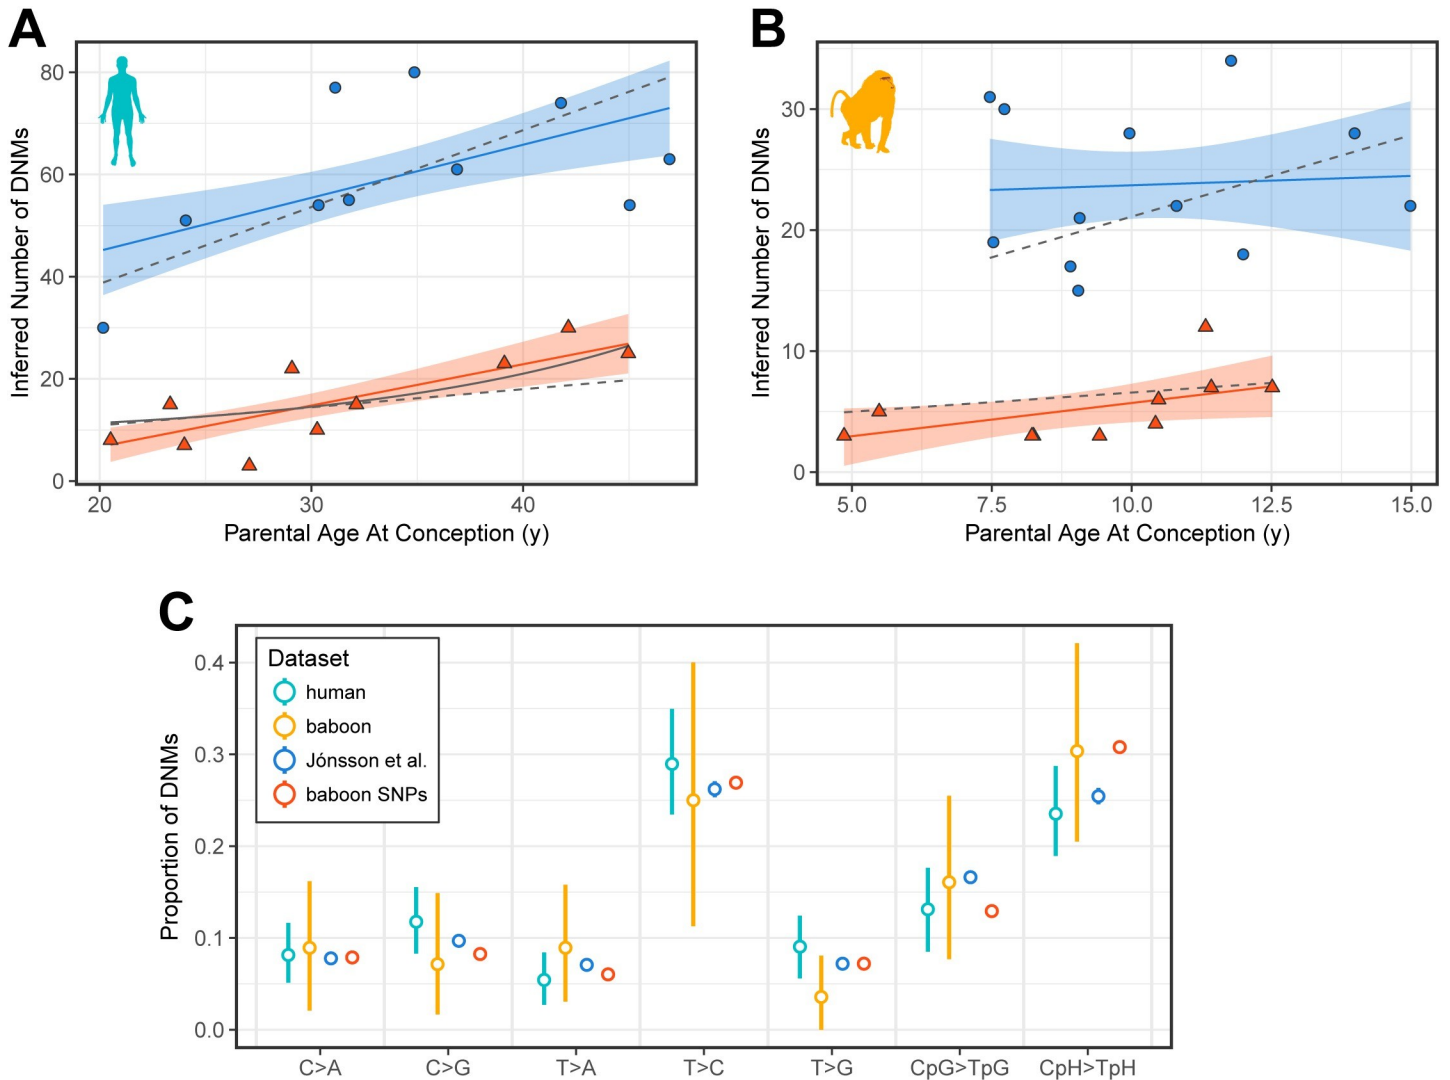 A
B
80
60
40
20
0
20
30
40
Inferred Number of DNMs
Parental Age At Conception (y)
30
20
10
0
5.0
7.5
10.0
12.5
15.0
Inferred Number of DNMs
Parental Age At Conception (y)
C
Dataset
human
baboon
Jónsson et al.
baboon SNPs
0.4
0.3
0.2
0.1
0.0
Proportion of DNMs
C>A
C>G
T>A
T>C
T>G
CpG>TpG
CpH>TpH